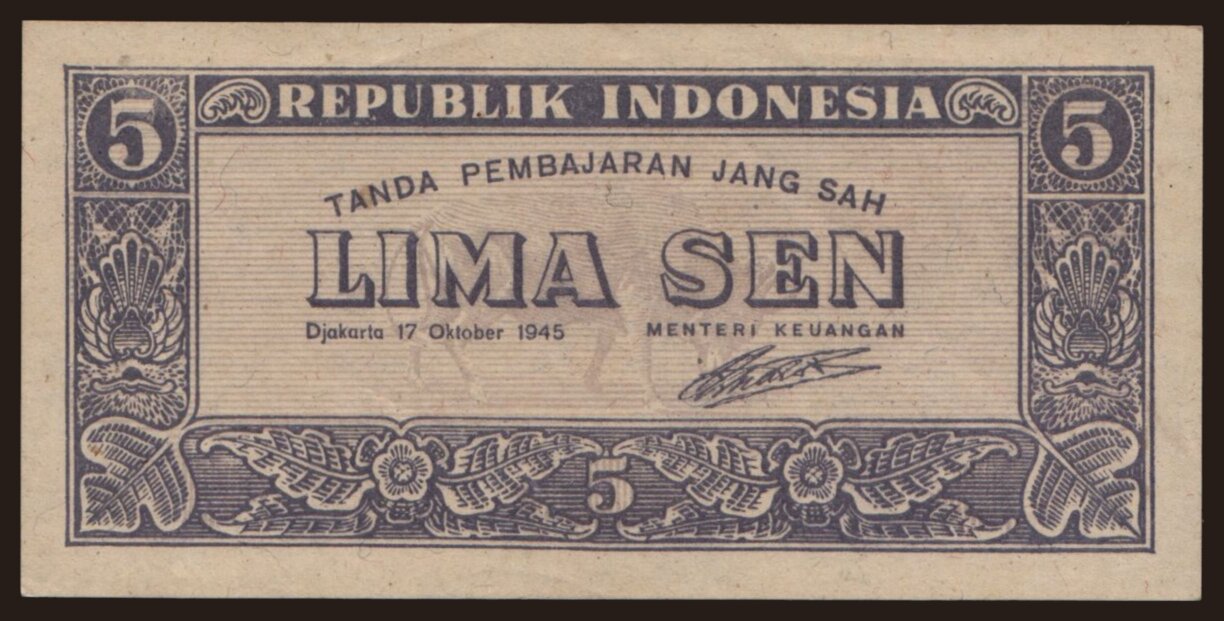 5 REPUBLIK INDONESIA 5
TANDA PEMBAJARAN JANG SAH
LIMA SEN
Djakarta 17 Oktober 1945 MENTERI KEUANGAN
5